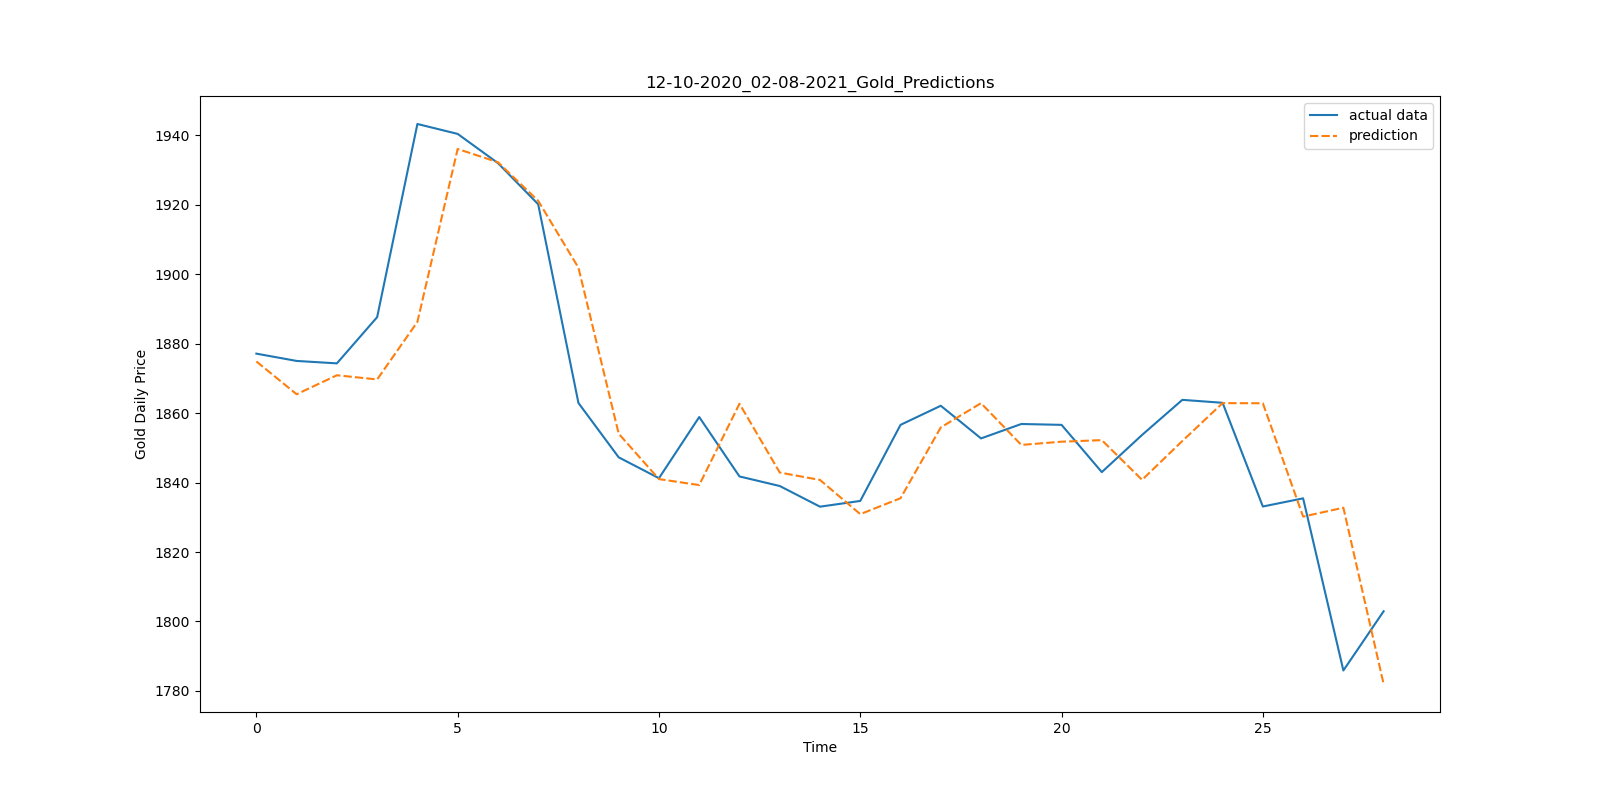 12-10-2020_02-08-2021_Gold_Predictions
actual data
prediction
1940
1920
1900
1880
1860
1840
1820
1800
1780
Gold Daily Price
0 5 10 15 20 25
Time